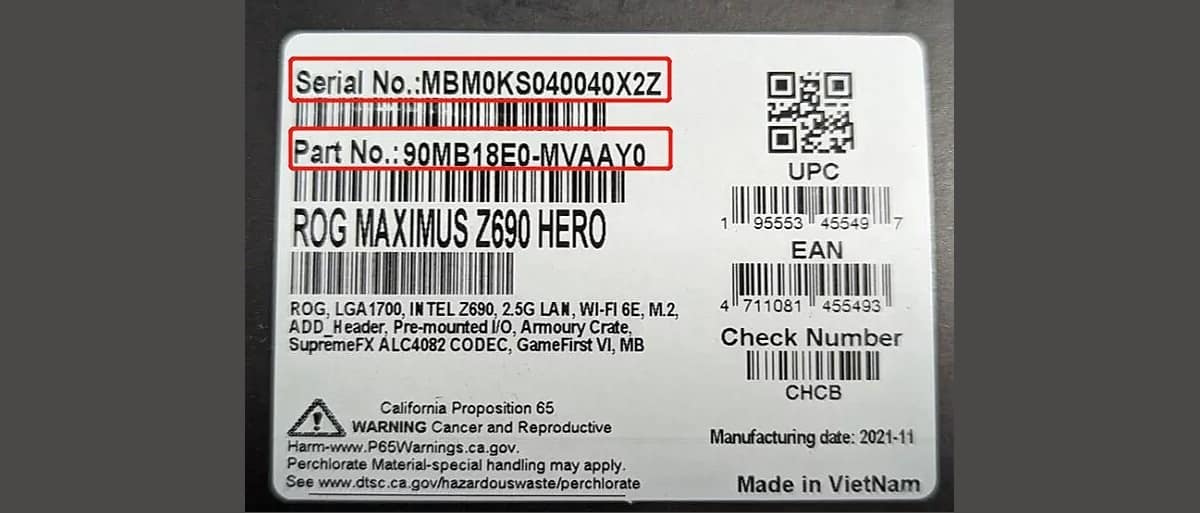 Serial No.:MBM0KS040040X2Z
Part No.:90MB18E0-MVAAY0
ROG MAXIMUS Z690 HERO
ROG, LGA1700, INTEL Z690, 2.5G LAN, WI-FI 6E, M.2,
ADD_Header, Pre-mounted I/O, Armoury Crate,
SupremeFX ALC4082 CODEC, GameFirst VI, MB
California Proposition 65
WARNING Cancer and Reproductive
Harm-www.P65Warnings.ca.gov.
Perchlorate Material-special handling may apply.
See www.dtsc.ca.gov/hazardouswaste/perchlorate
UPC
1 95553 45549 7
EAN
4 711081 455493
Check Number
CHCB
Manufacturing date: 2021-11
Made in VietNam